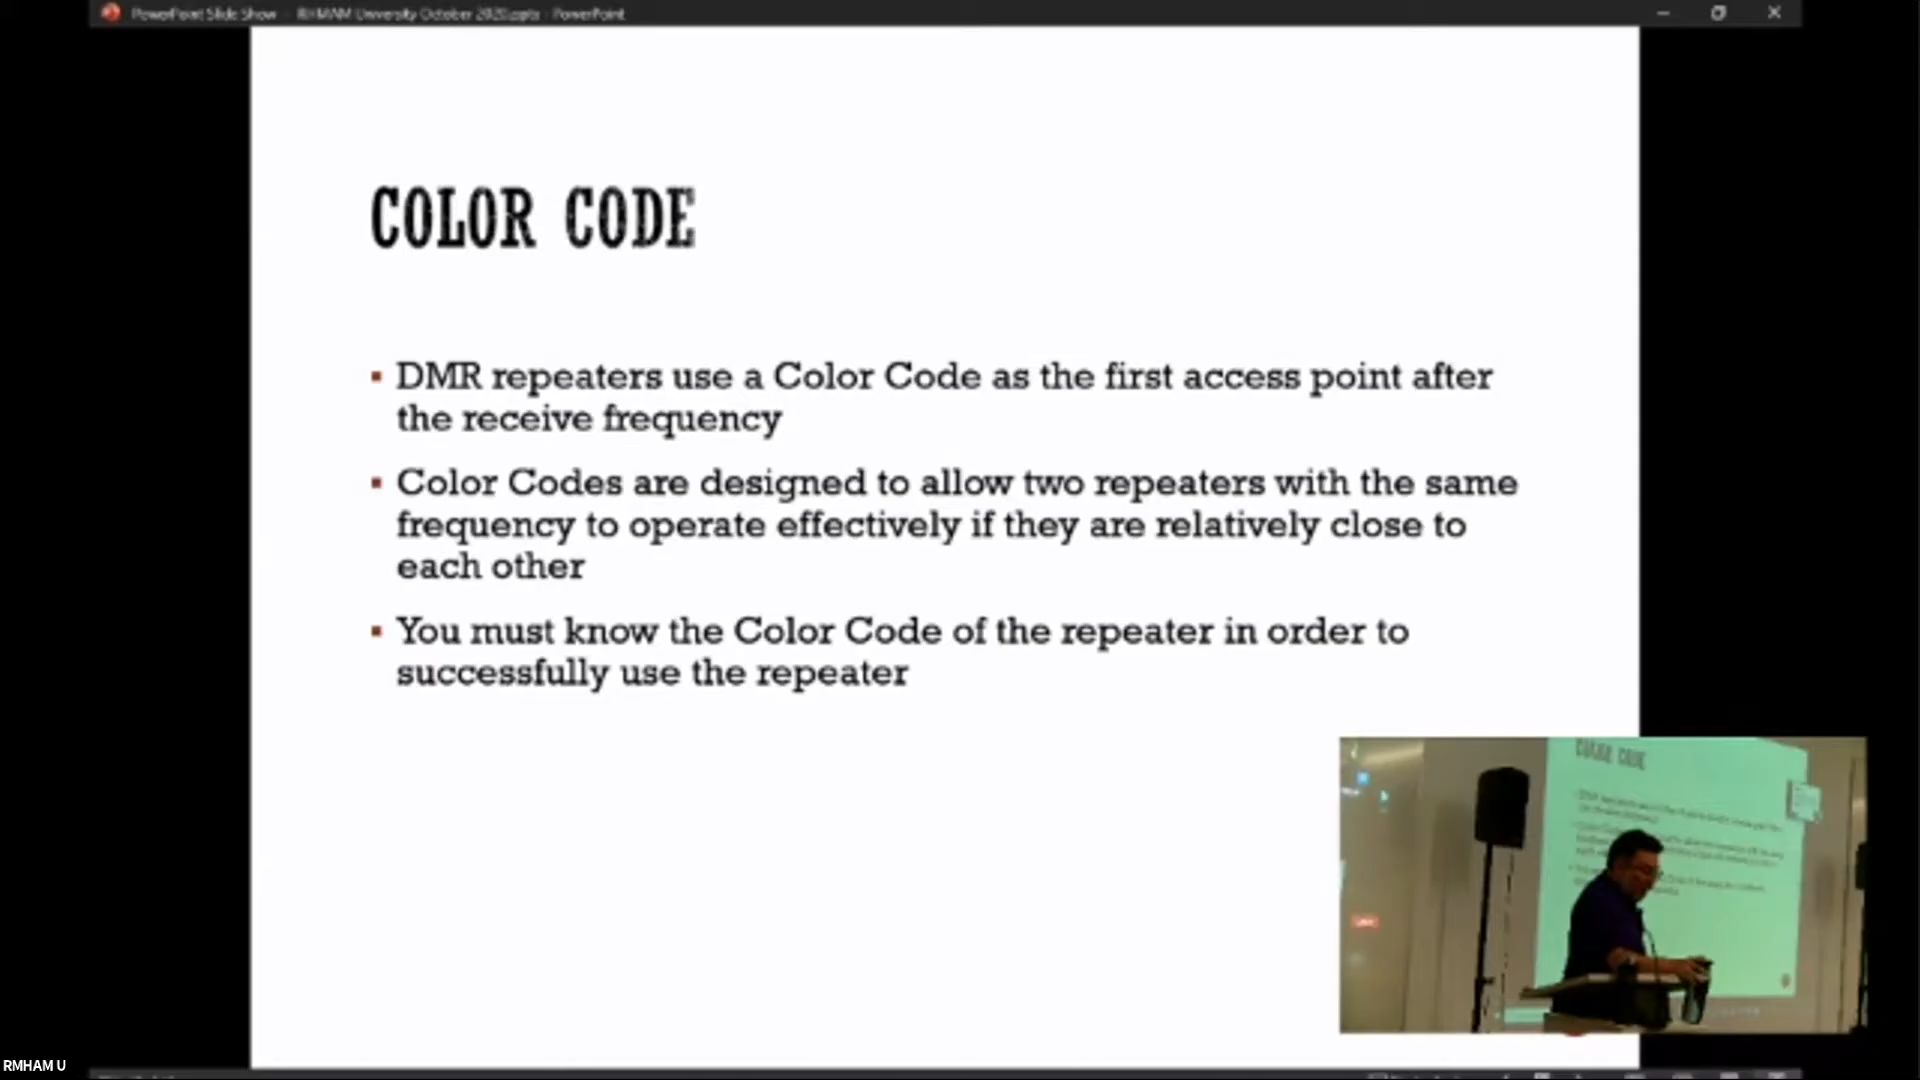 PowerPoint Slide Show - RMHAM University October 2020.pptx - PowerPoint
COLOR CODE
▪ DMR repeaters use a Color Code as the first access point after
the receive frequency
▪ Color Codes are designed to allow two repeaters with the same
frequency to operate effectively if they are relatively close to
each other
▪ You must know the Color Code of the repeater in order to
successfully use the repeater
COLOR CODE
RMHAM U